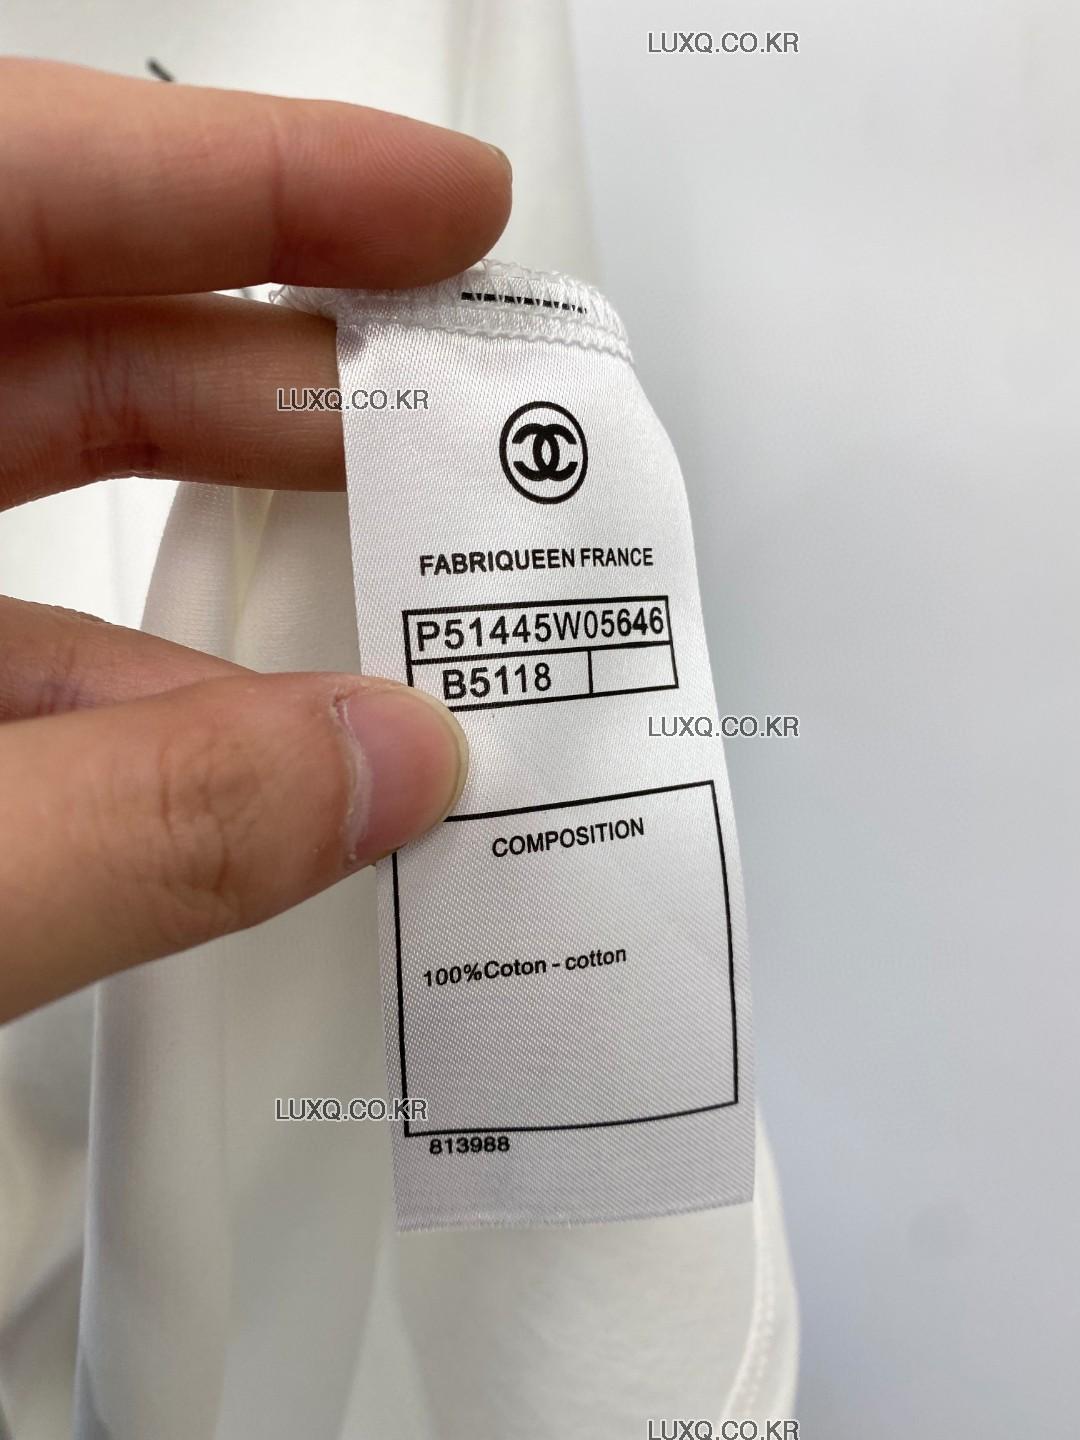 LUXQ.CO.KR
LUXQ.CO.KR
FABRIQUEEN FRANCE
P51445W05646
B5118
LUXQ.CO.KR
COMPOSITION
100%Coton - cotton
LUXQ.CO.KR
813988
LUXQ.CO.KR